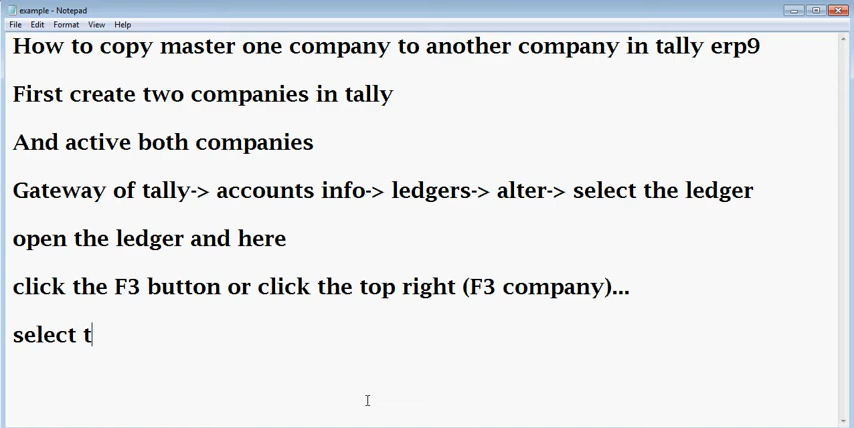 example - Notepad
File Edit Format View Help
How to copy master one company to another company in tally erp9
First create two companies in tally
And active both companies
Gateway of tally-> accounts info-> ledgers-> alter-> select the ledger
open the ledger and here
click the F3 button or click the top right (F3 company)...
select t